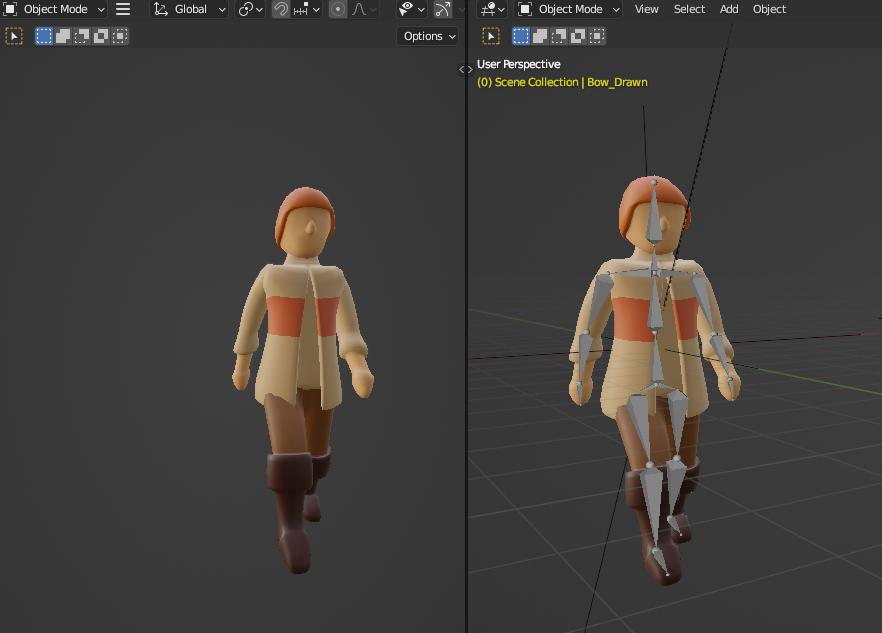 Object Mode
Global
Object Mode
View
Select
Add
Object
Options
User Perspective
(0) Scene Collection | Bow_Drawn